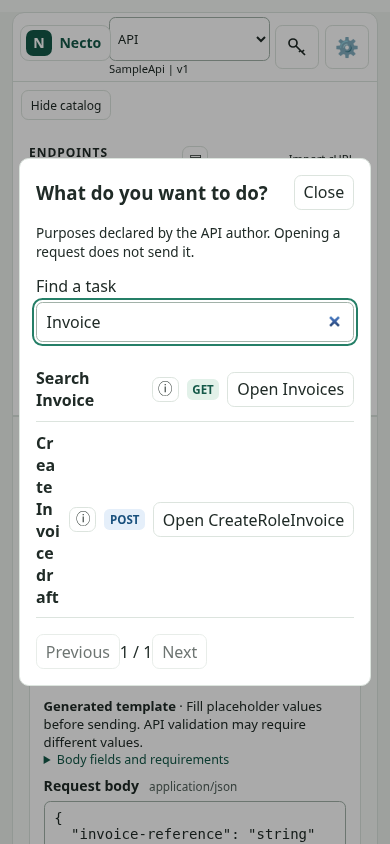 N Necto
API
SampleApi | v1
Hide catalog
ENDPOINTS
What do you want to do?
Close
Purposes declared by the API author. Opening a
request does not send it.
Find a task
Invoice
Search
Invoice
GET
Open Invoices
Cr
ea
te
In
voi
ce
dr
aft
POST
Open CreateRoleInvoice
Previous 1 / 1 Next
Generated template · Fill placeholder values
before sending. API validation may require
different values.
Body fields and requirements
Request body application/json
{
"invoice-reference": "string"